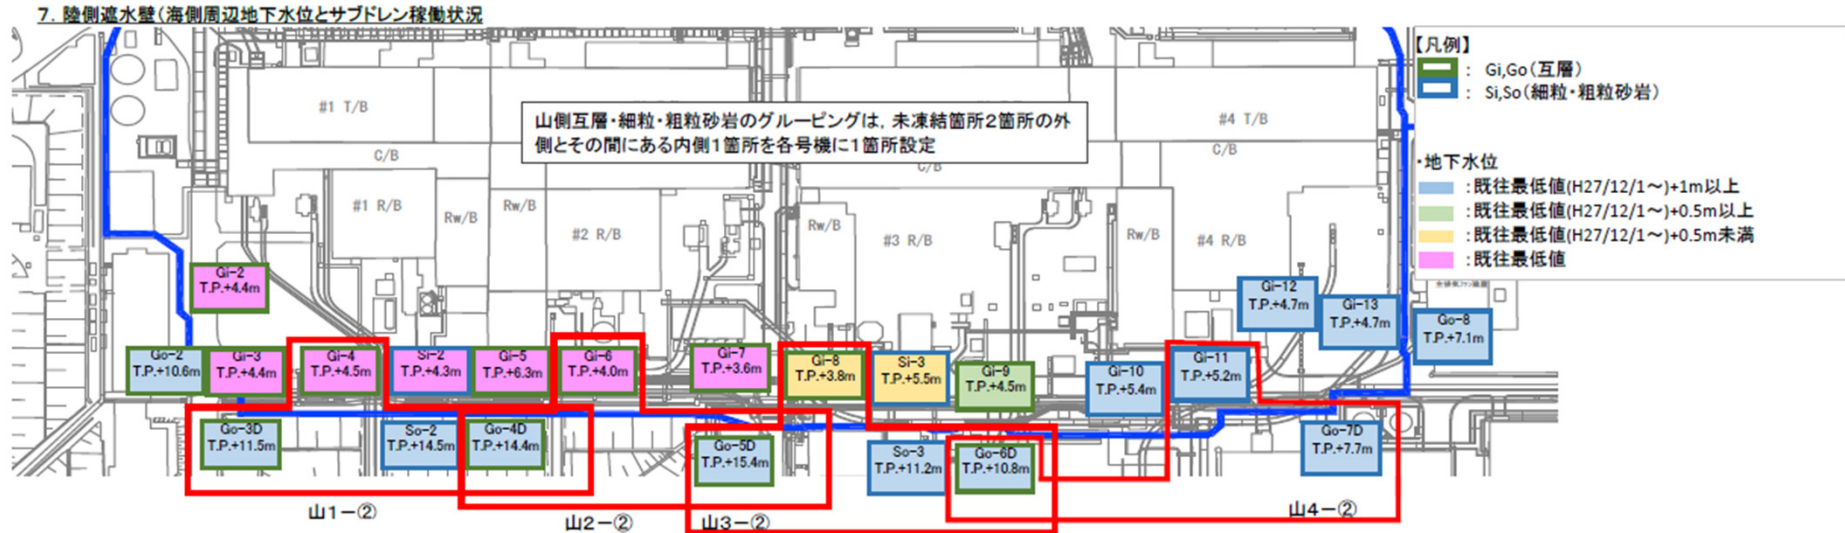 7. 陸側遮水壁（海側周辺地下水位とサブドレン稼働状況
【凡例】
： Gi,Go（互層）
： Si,So（細粒・粗粒砂岩）
・地下水位
：既往最低値(H27/12/1～)+1m以上
：既往最低値(H27/12/1～)+0.5m以上
：既往最低値(H27/12/1～)+0.5m未満
：既往最低値
山側互層・細粒・粗粒砂岩のグルーピングは，未凍結箇所２箇所の外
側とその間にある内側１箇所を各号機に１箇所設定
#1 T/B
#4 T/B
C/B
C/B
C/B
#1 R/B
Rw/B
Rw/B
#2 R/B
Rw/B
#3 R/B
Rw/B
#4 R/B
Gi-2
T.P.+4.4m
Gi-12
T.P.+4.7m
Gi-13
T.P.+4.7m
Go-8
T.P.+7.1m
Go-2
T.P.+10.6m
Gi-3
T.P.+4.4m
Gi-4
T.P.+4.5m
Si-2
T.P.+4.3m
Gi-5
T.P.+6.3m
Gi-6
T.P.+4.0m
Gi-7
T.P.+3.6m
Gi-8
T.P.+3.8m
Si-3
T.P.+5.5m
Gi-9
T.P.+4.5m
Gi-10
T.P.+5.4m
Gi-11
T.P.+5.2m
Go-3D
T.P.+11.5m
So-2
T.P.+14.5m
Go-4D
T.P.+14.4m
Go-5D
T.P.+15.4m
So-3
T.P.+11.2m
Go-6D
T.P.+10.8m
Go-7D
T.P.+7.7m
山１－②
山２－②
山３－②
山４－②